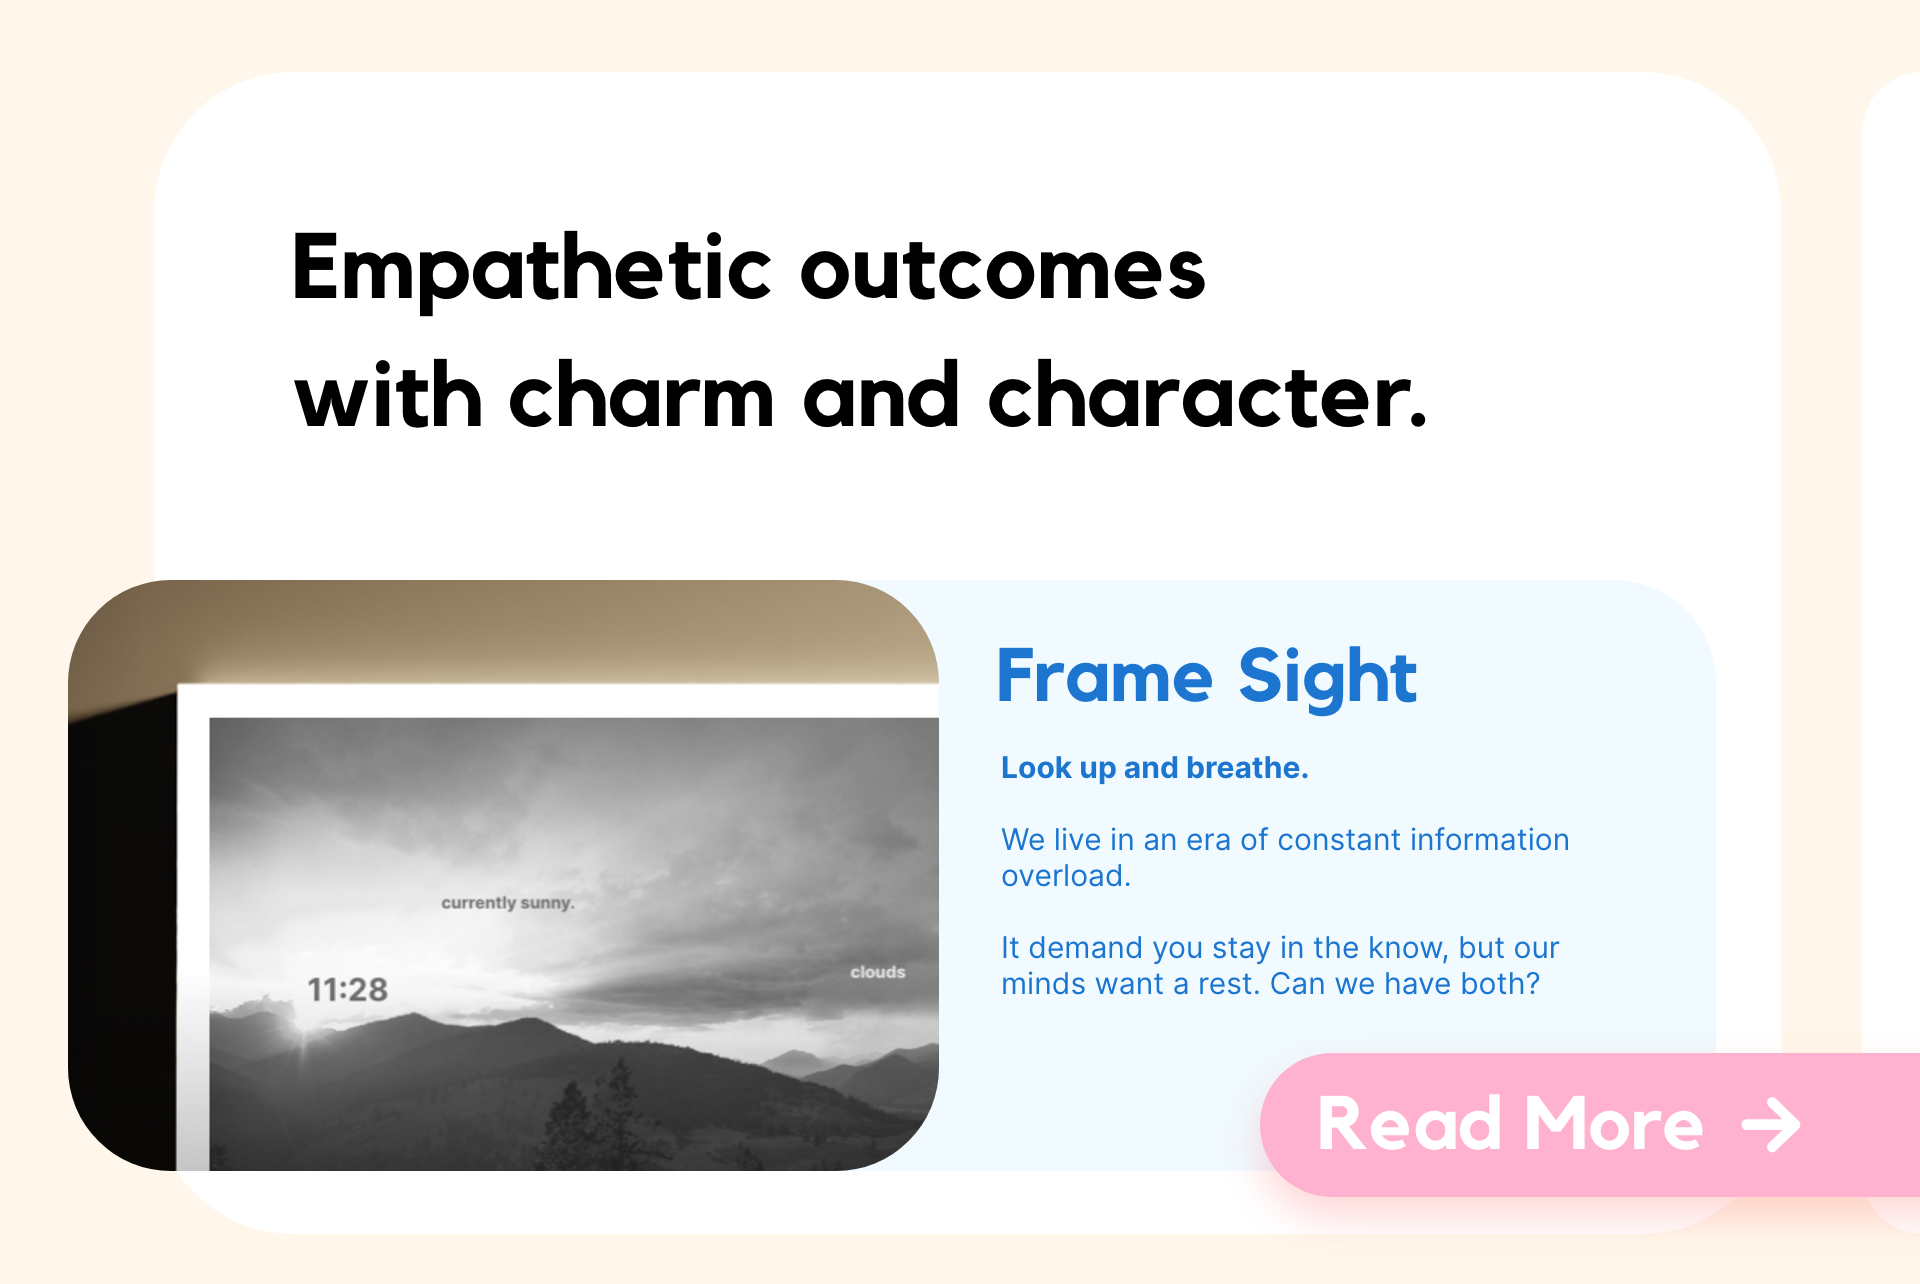 Empathetic outcomes
with charm and character.
currently sunny.
clouds
11:28
Frame Sight
Look up and breathe.
We live in an era of constant information
overload.
It demand you stay in the know, but our
minds want a rest. Can we have both?
Read More →